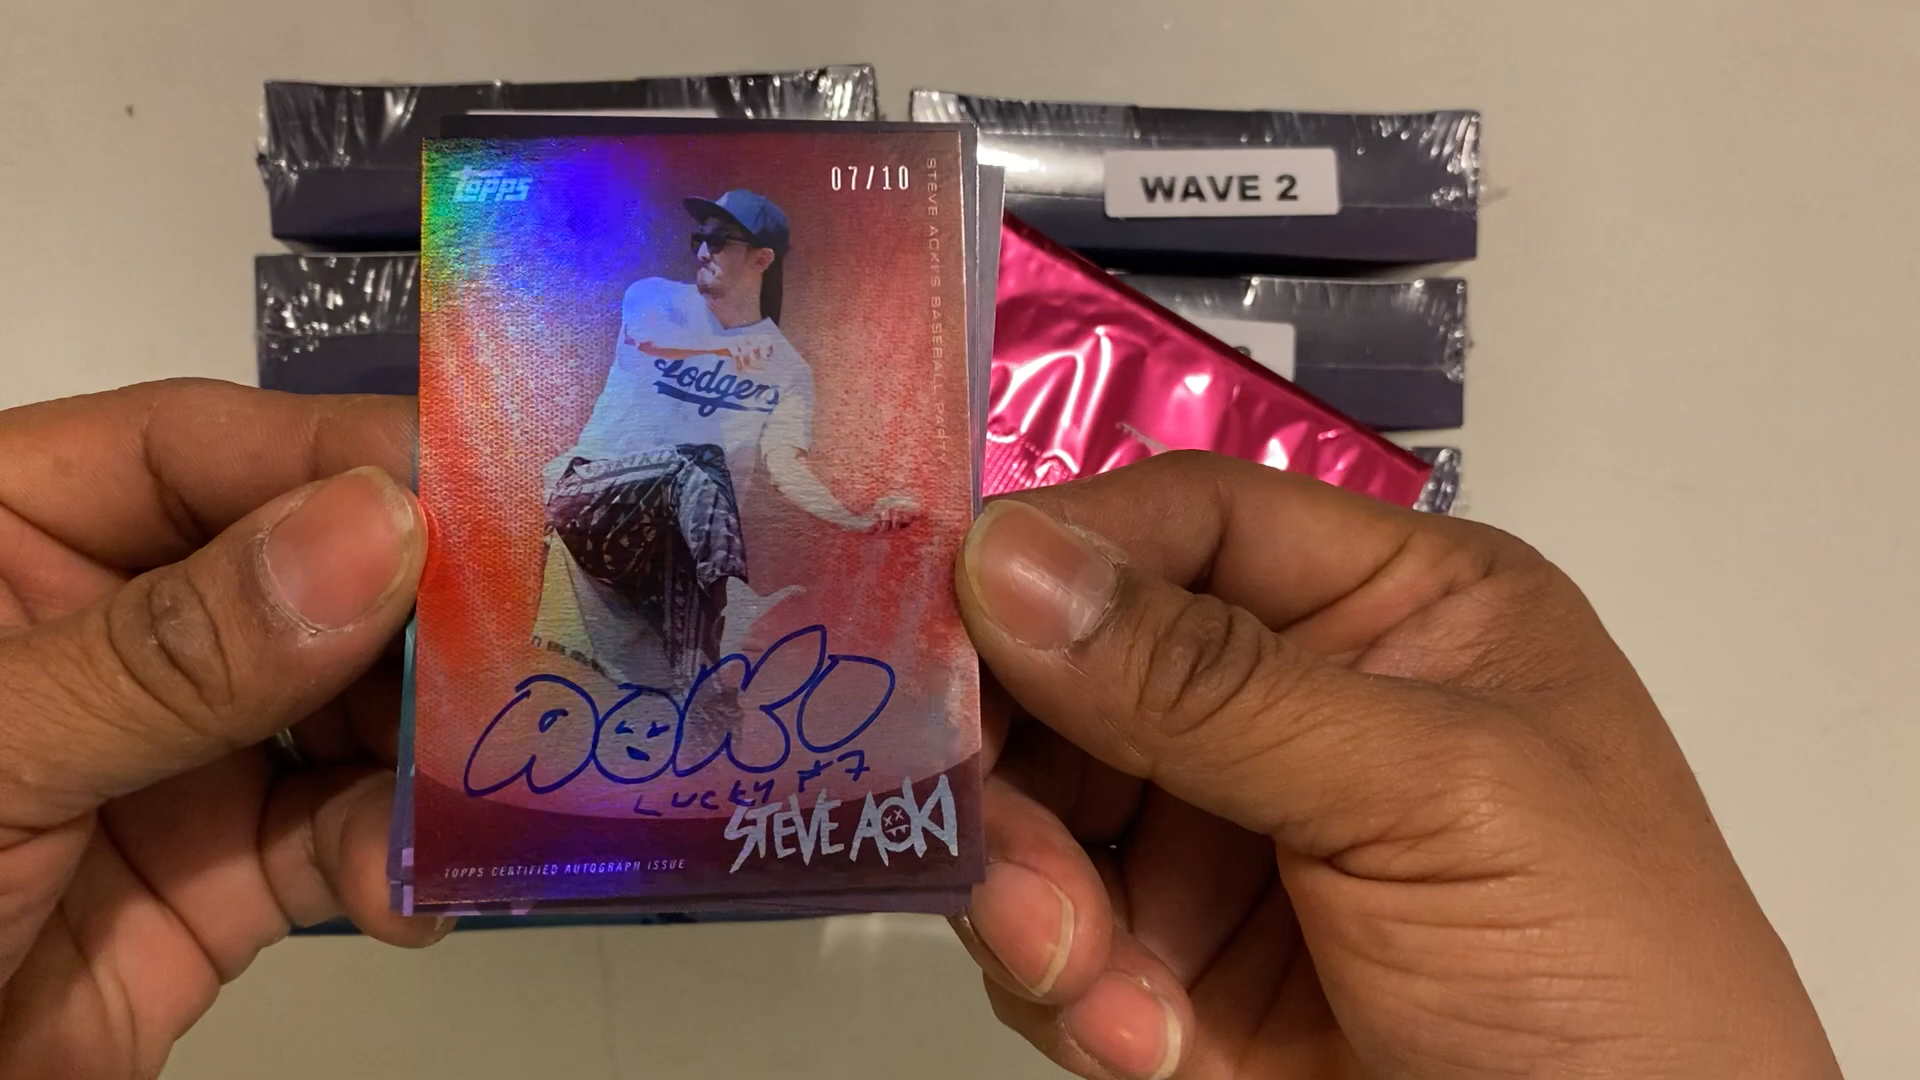 WAVE 2
TOPPS
07/10
STEVE AOKI'S BASEBALL PARTY
Dodgers
AOKI
LUCKY #7
STEVE AOKI
TOPPS CERTIFIED AUTOGRAPH ISSUE